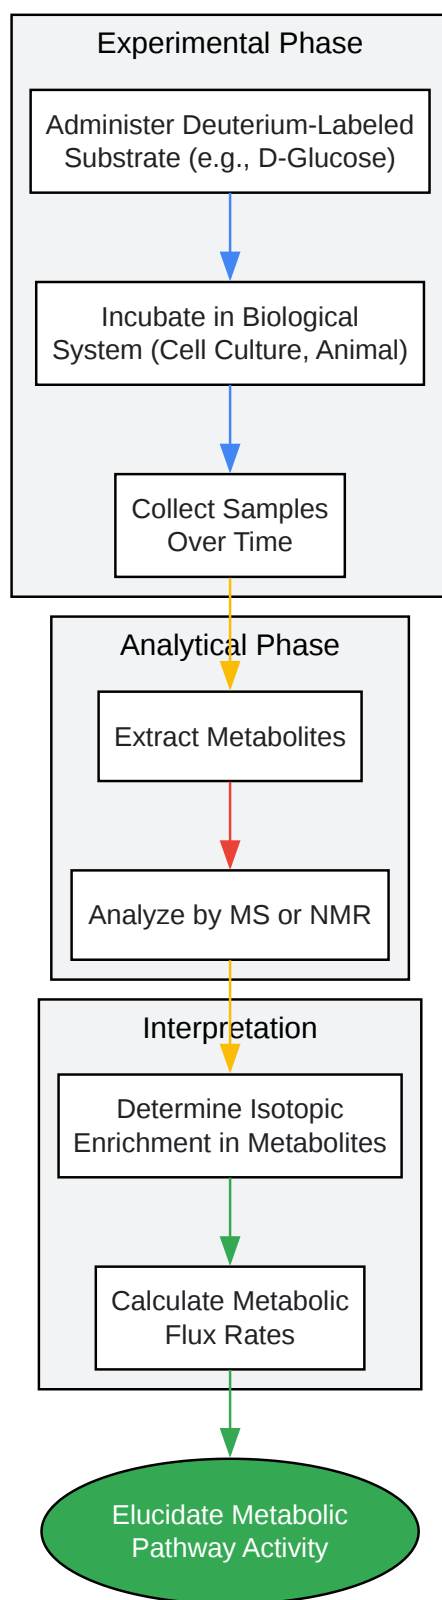 Experimental Phase
Administer Deuterium-Labeled
Substrate (e.g., D-Glucose)
Incubate in Biological
System (Cell Culture, Animal)
Collect Samples
Over Time
Analytical Phase
Extract Metabolites
Analyze by MS or NMR
Interpretation
Determine Isotopic
Enrichment in Metabolites
Calculate Metabolic
Flux Rates
Elucidate Metabolic
Pathway Activity